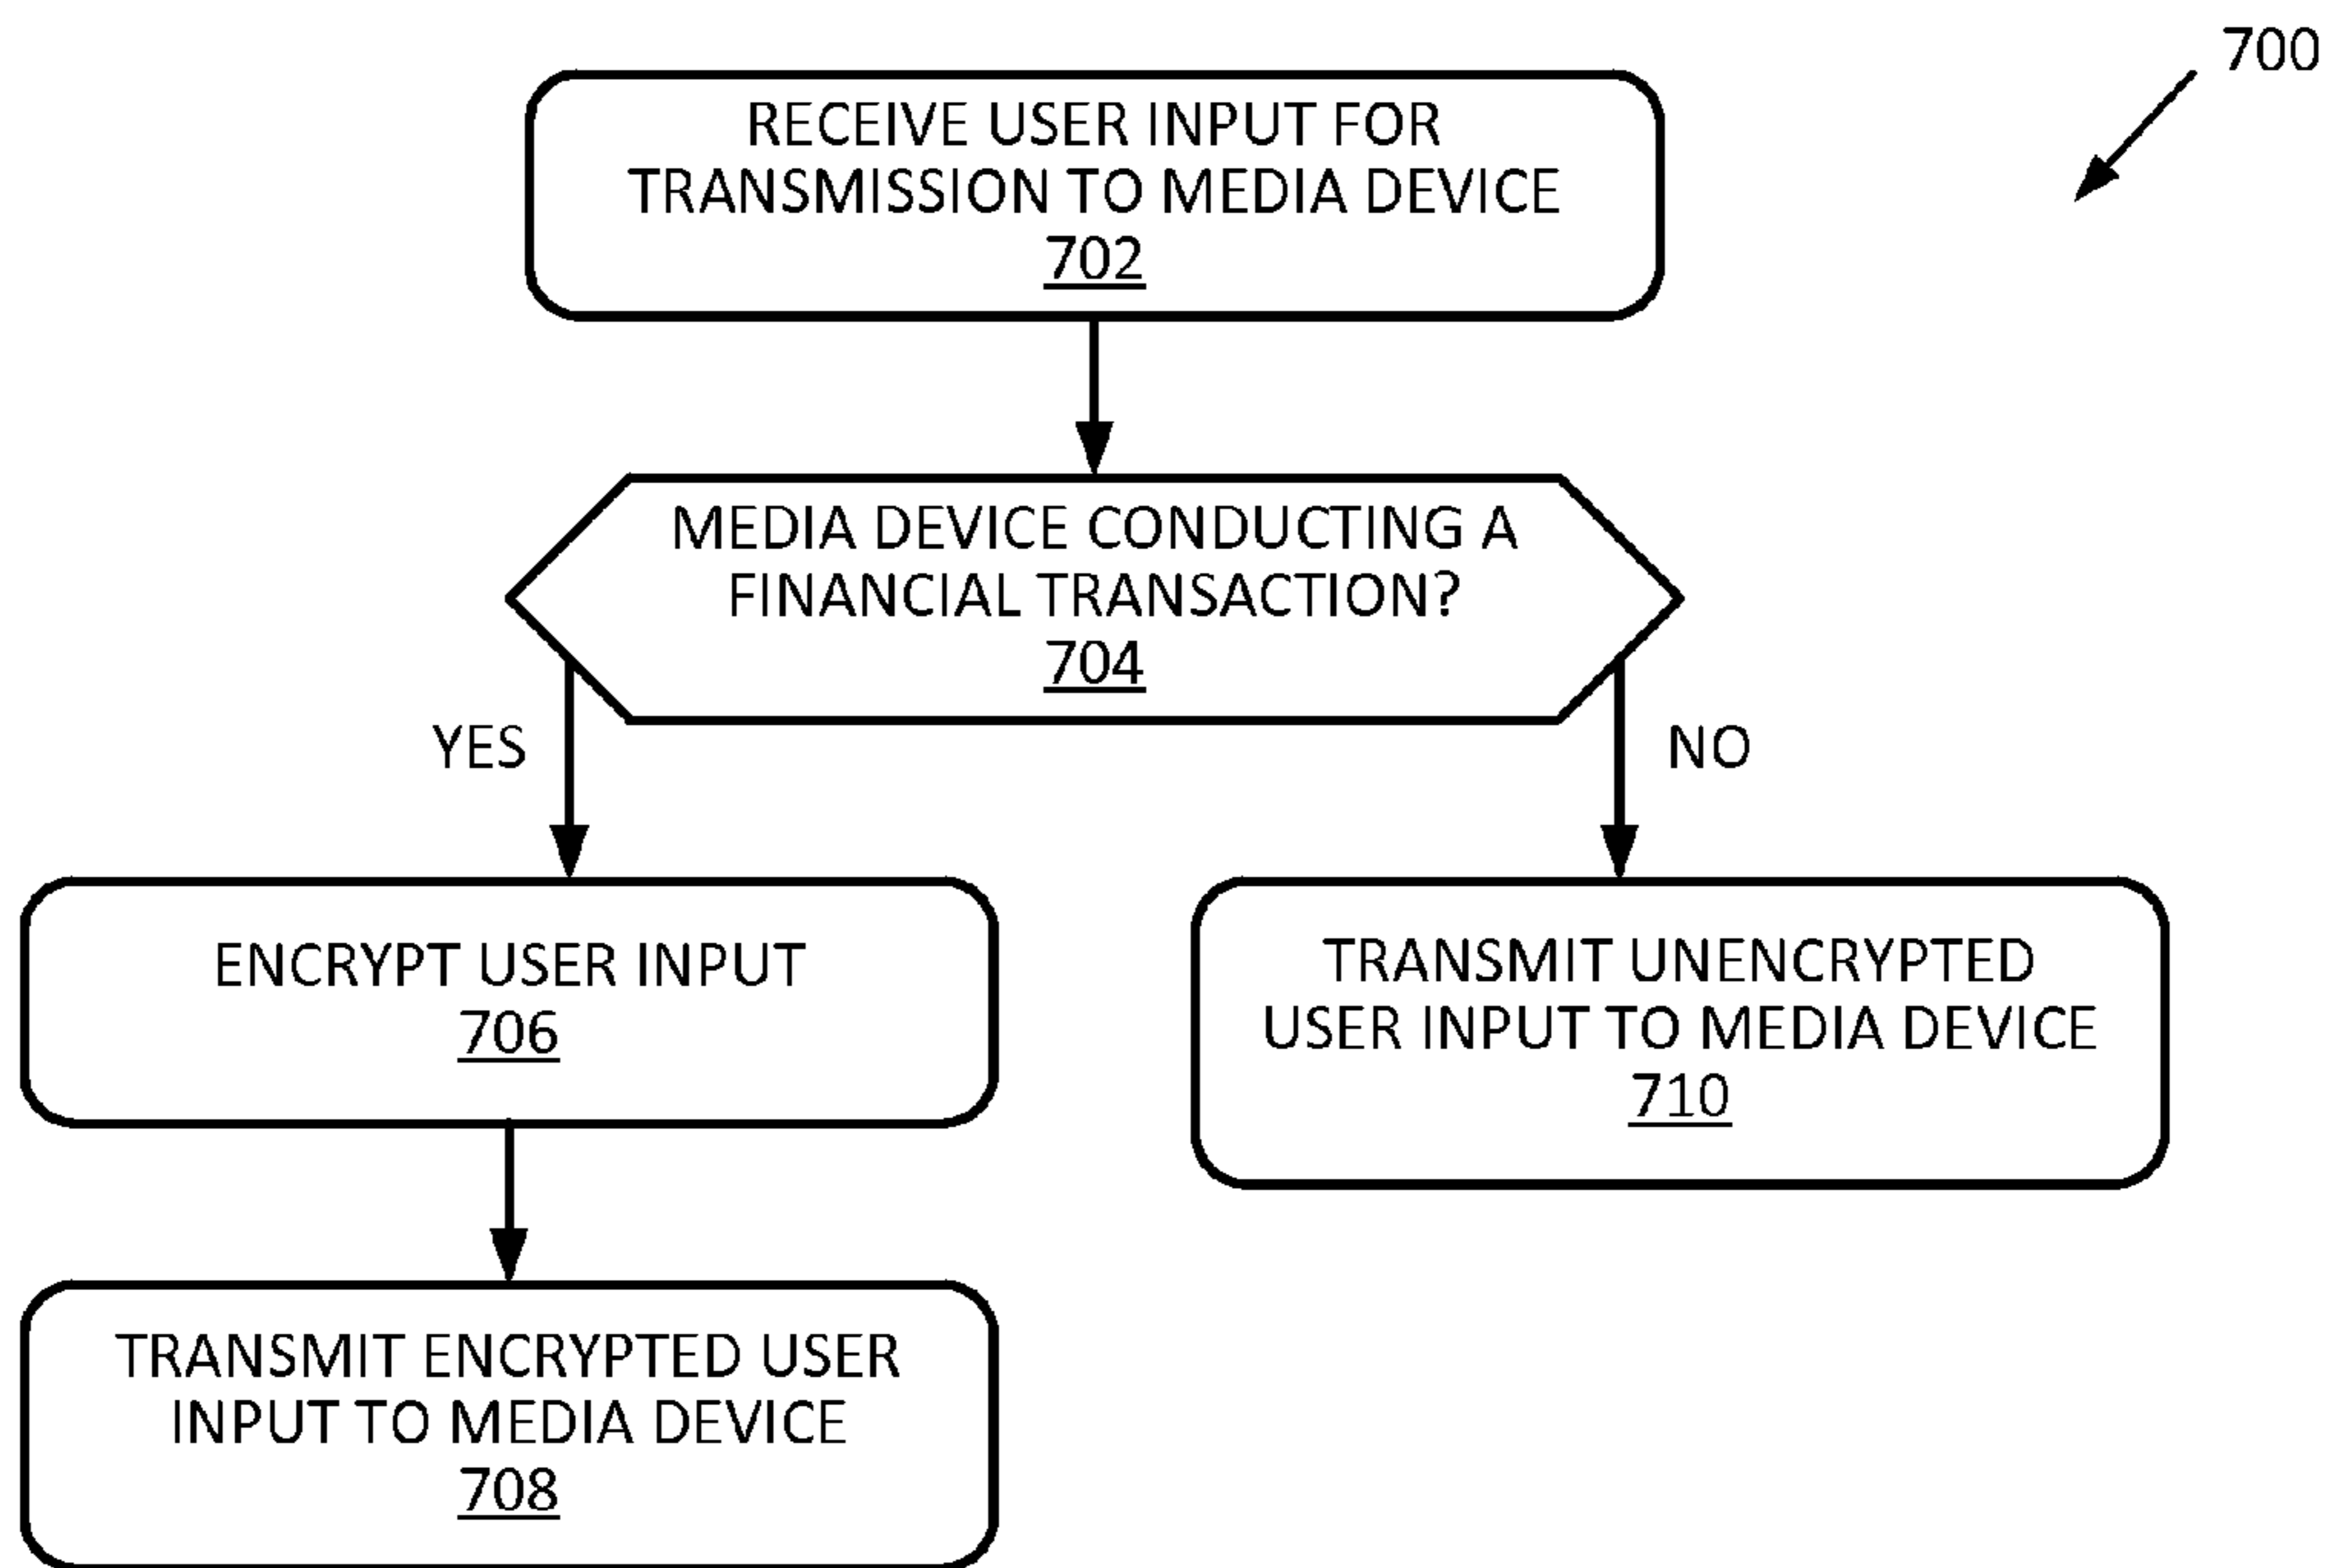 700
RECEIVE USER INPUT FOR
TRANSMISSION TO MEDIA DEVICE
702
MEDIA DEVICE CONDUCTING A
FINANCIAL TRANSACTION?
704
YES
NO
ENCRYPT USER INPUT
706
TRANSMIT UNENCRYPTED
USER INPUT TO MEDIA DEVICE
710
TRANSMIT ENCRYPTED USER
INPUT TO MEDIA DEVICE
708